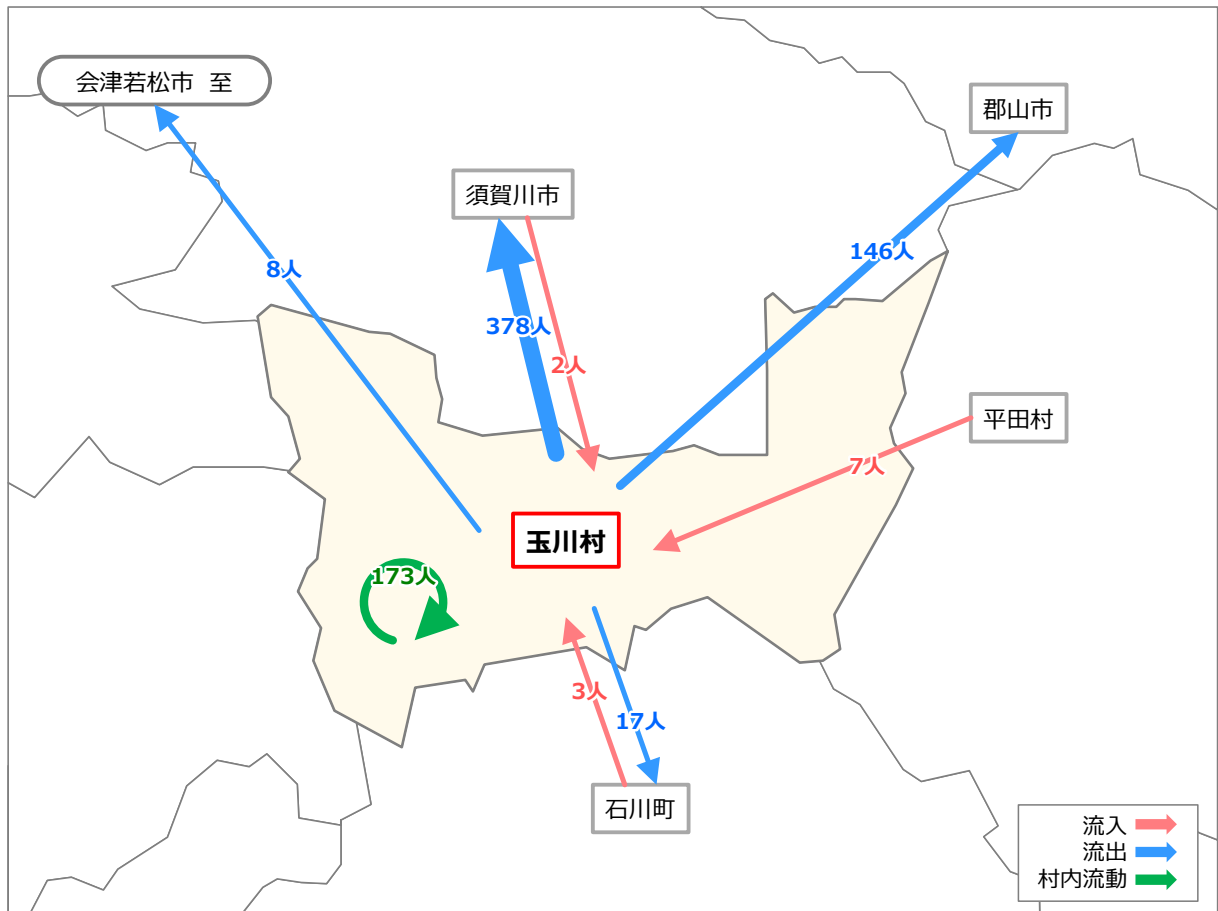 会津若松市 至
郡山市
須賀川市
146人
8人
378人
2人
平田村
7人
玉川村
173人
3人
17人
石川町
流入
流出
村内流動